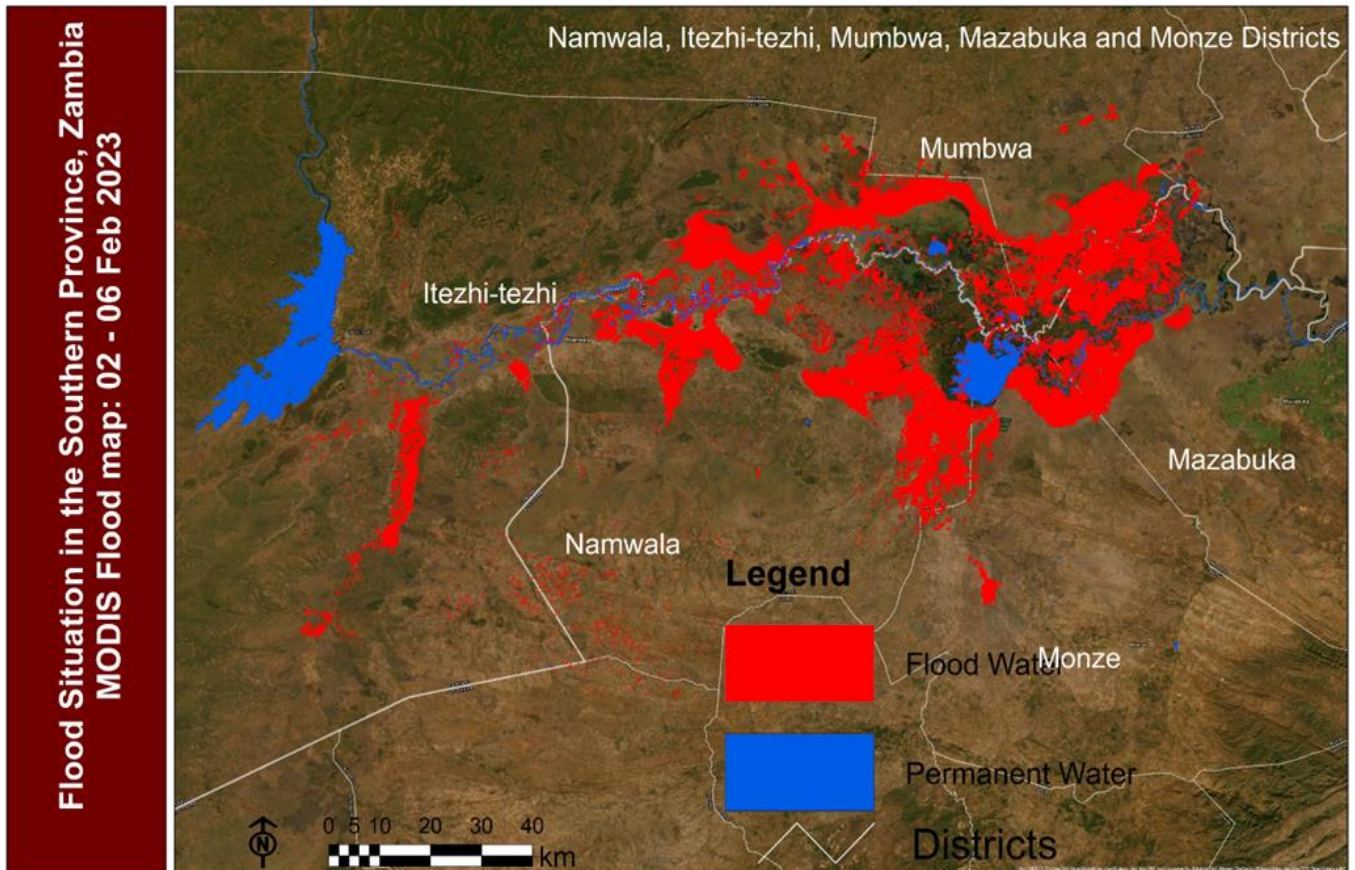 Flood Situation in the Southern Province, Zambia
MODIS Flood map: 02 - 06 Feb 2023
Namwala, Itezhi-tezhi, Mumbwa, Mazabuka and Monze Districts
Mumbwa
Itezhi-tezhi
Mazabuka
Namwala
Monze
Legend
Flood Water
Permanent Water
Districts
0 5 10 20 30 40
km
N